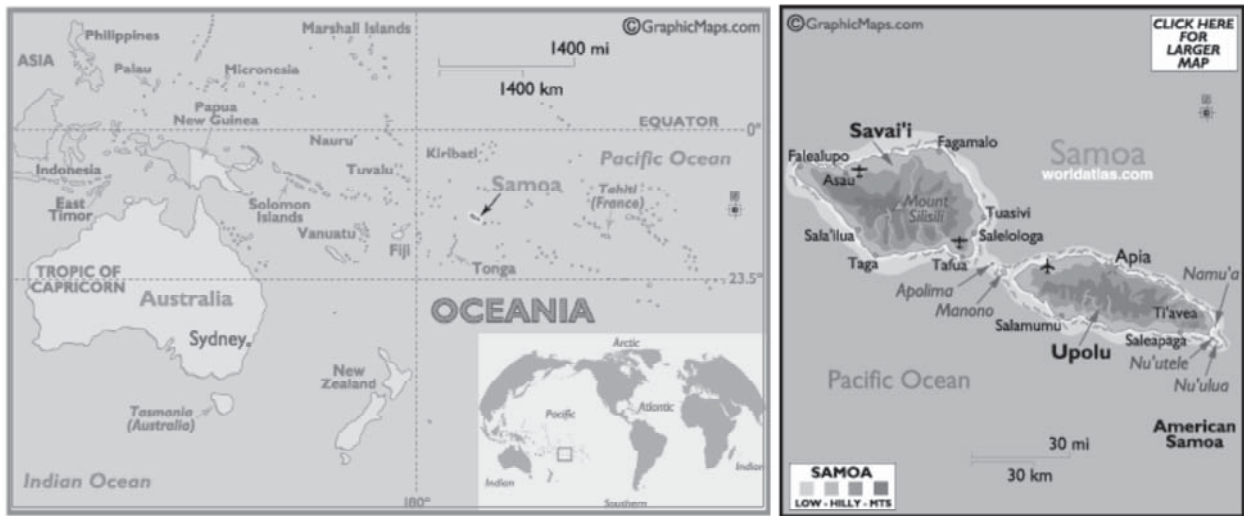 ©GraphicMaps.com
Philippines
Marshall Islands
1400 mi
1400 km
ASIA
Palau
Micronesia
Papua
New Guinea
EQUATOR
0°
Nauru
Kiribati
Pacific Ocean
Indonesia
Tuvalu
Samoa
Tahiti
(France)
East
Timor
Solomon
Islands
Vanuatu
Fiji
Tonga
TROPIC OF
CAPRICORN
23.5°
Australia
OCEANIA
Sydney
New
Zealand
Tasmania
(Australia)
Indian Ocean
180°
Arctic
Pacific
Atlantic
Indian
Indian
Southern
©GraphicMaps.com
CLICK HERE
FOR
LARGER
MAP
Savai'i
Fagamalo
Falealupo
Asau
Samoa
worldatlas.com
Mount
Silisili
Tuasivi
Sala'ilua
Salelologa
Taga
Tafua
Apia
Namu'a
Apolima
Manono
Ti'avea
Salamumu
Saleapaga
Upolu
Nu'utele
Nu'ulua
Pacific Ocean
American
Samoa
30 mi
30 km
SAMOA
LOW - HILLY - MTS